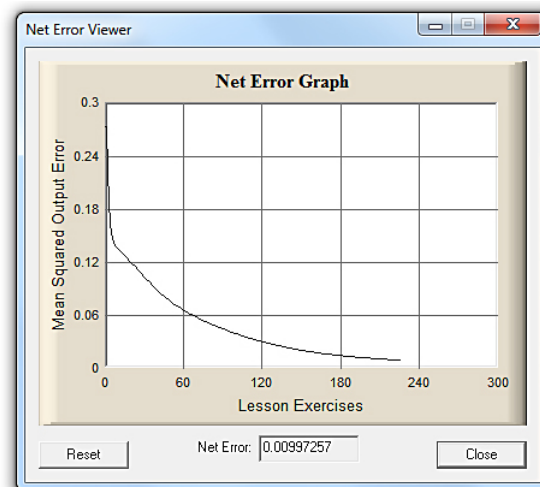 Net Error Viewer
Net Error Graph
Mean Squared Output Error
0.3
0.24
0.18
0.12
0.06
0
0 60 120 180 240 300
Lesson Exercises
Reset Net Error: 0.00997257 Close